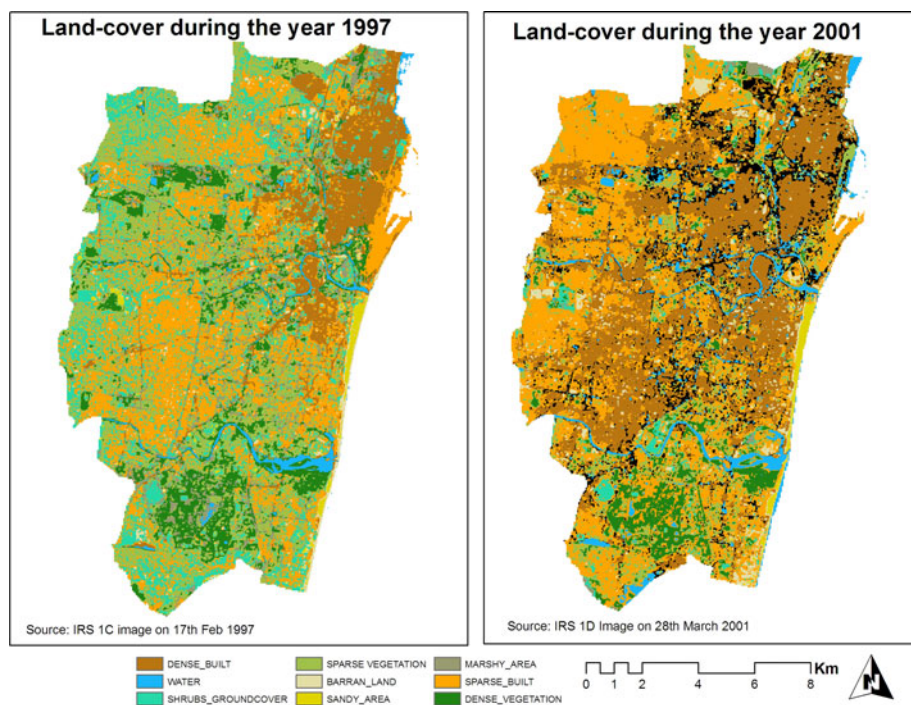 Land-cover during the year 1997
Land-cover during the year 2001
Source: IRS 1C image on 17th Feb 1997
Source: IRS 1D Image on 28th March 2001
DENSE_BUILT
WATER
SHRUBS_GROUNDCOVER
SPARSE VEGETATION
BARRAN_LAND
SANDY_AREA
MARSHY_AREA
SPARSE_BUILT
DENSE_VEGETATION
Km
0 1 2 4 6 8
N